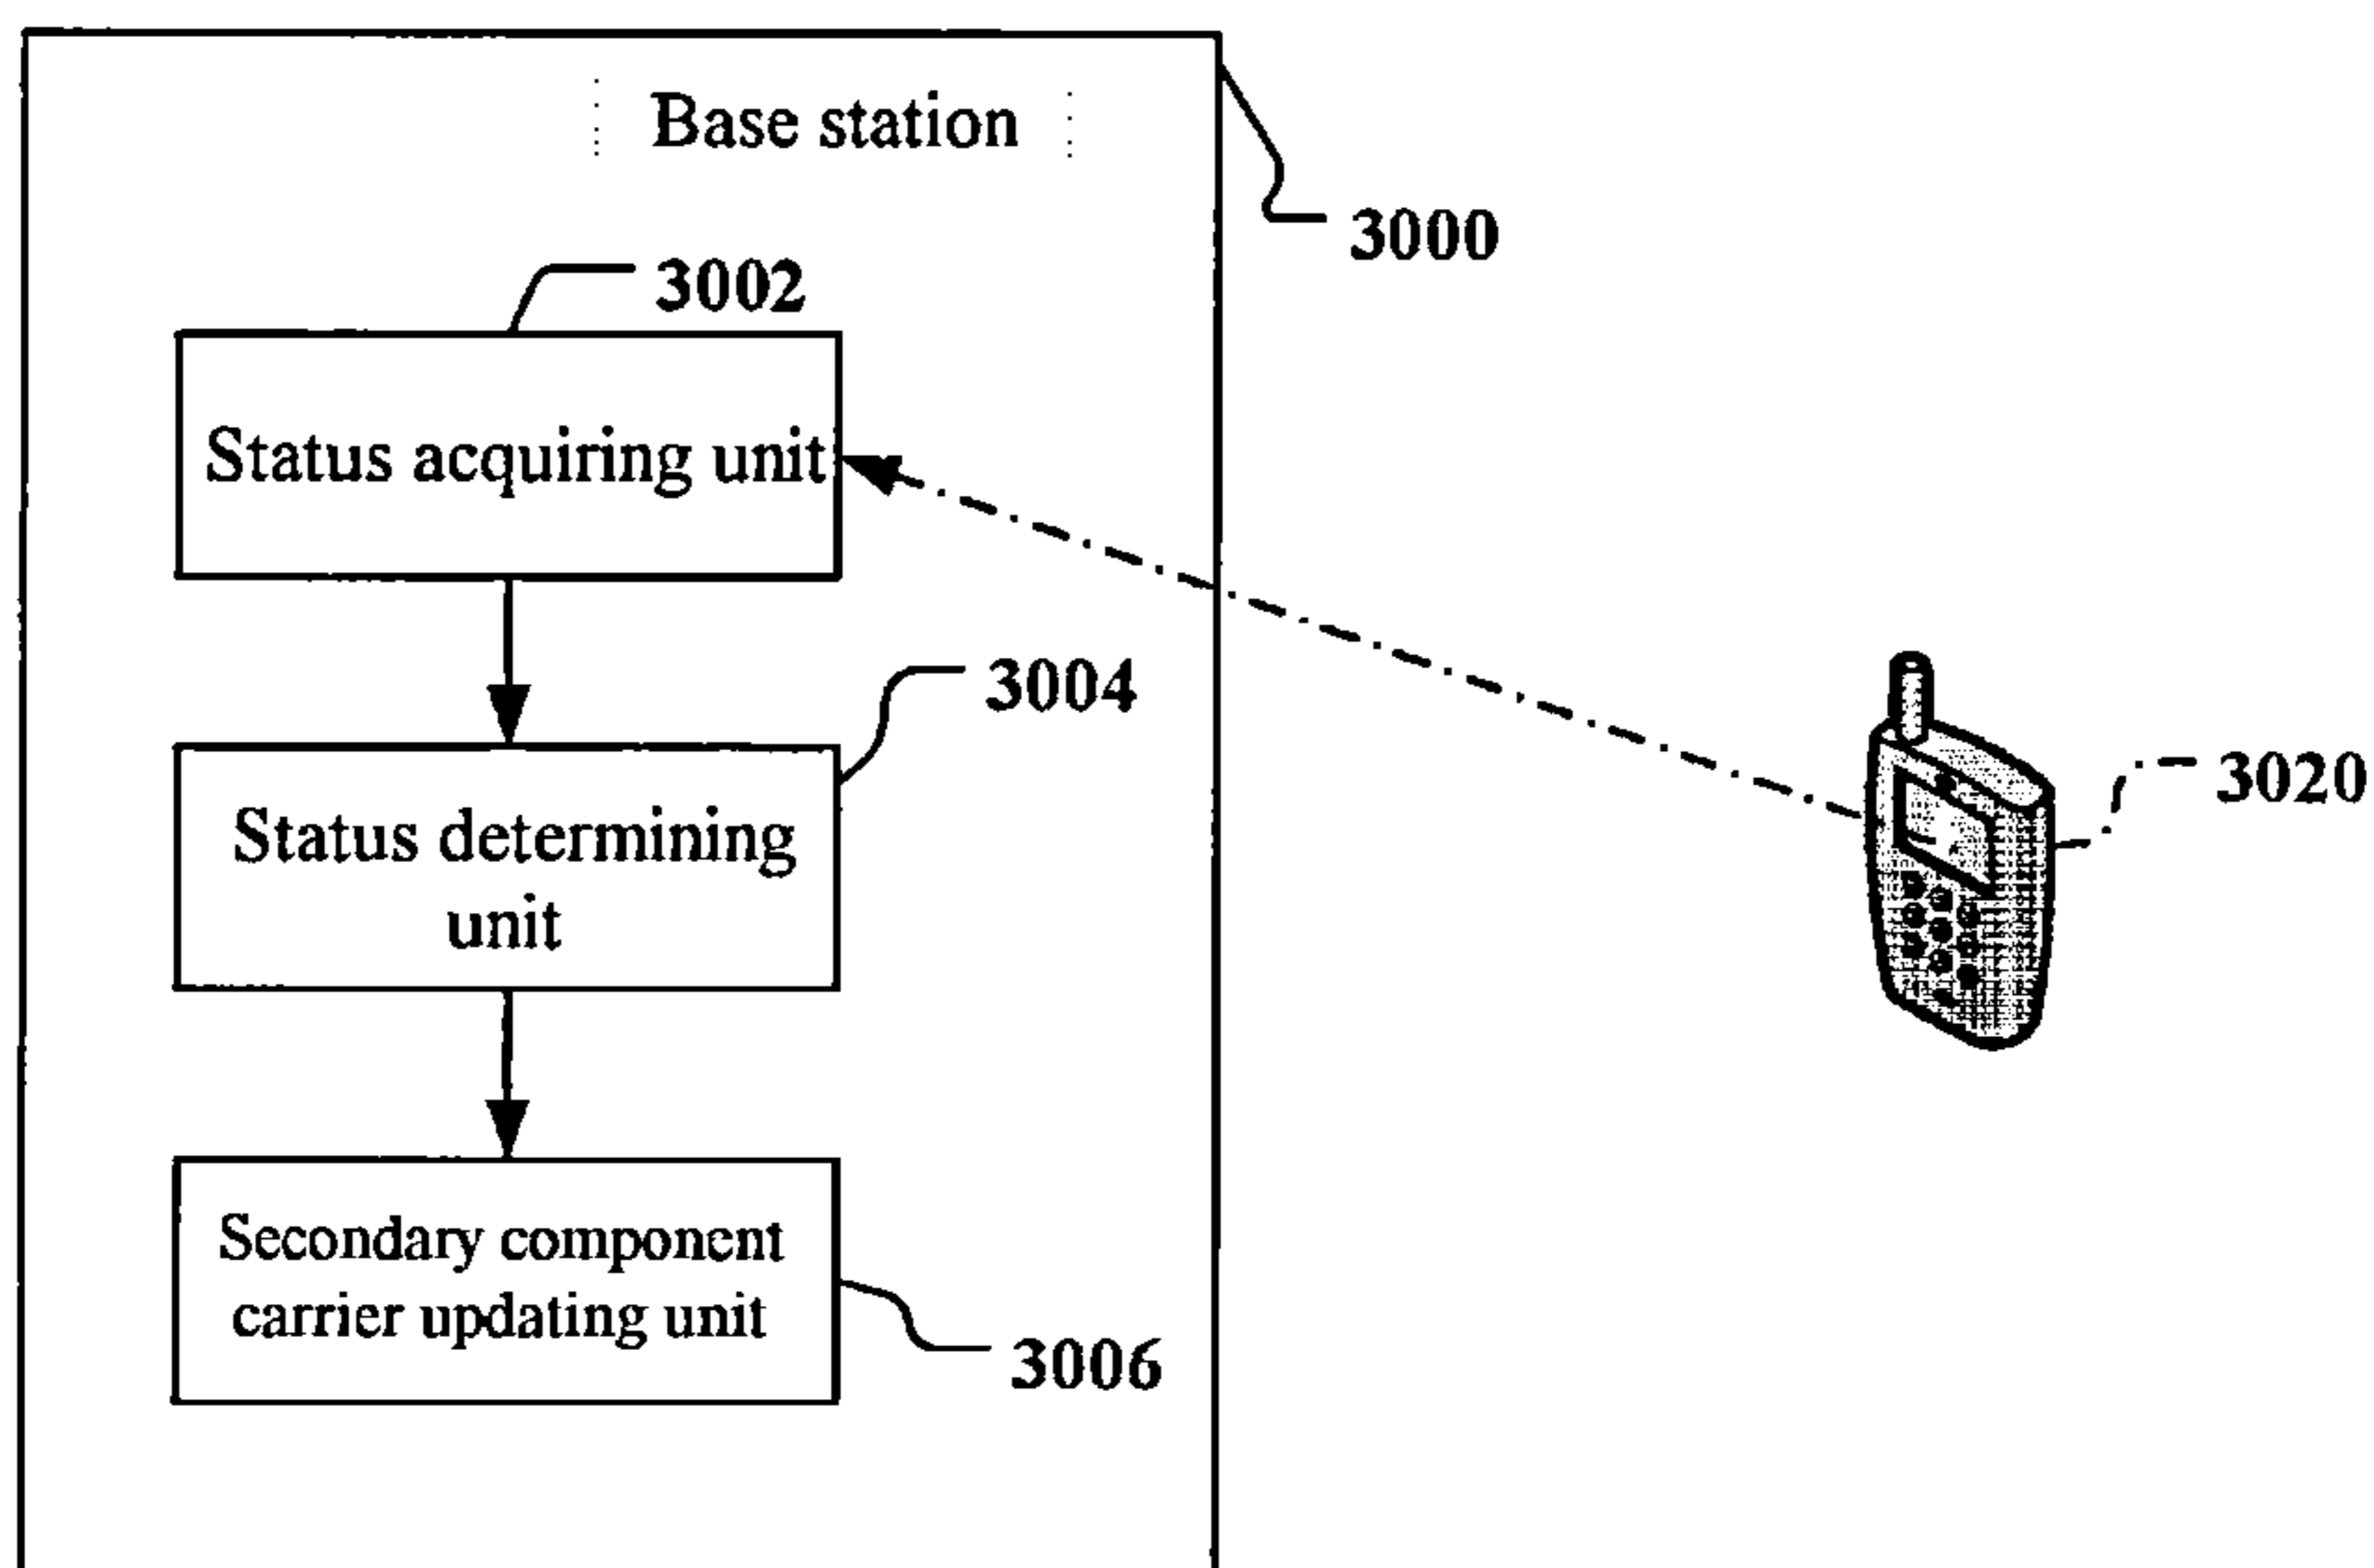 Base station
3000
3002
Status acquiring unit
3004
Status determining
unit
3020
Secondary component
carrier updating unit
3006